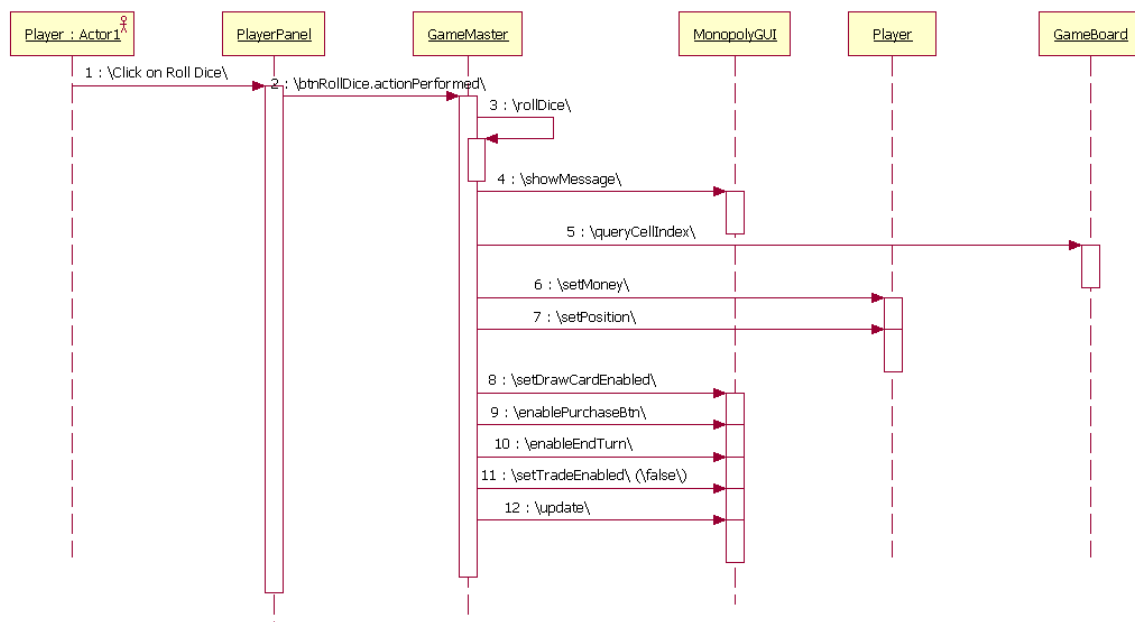 Player : Actor1
PlayerPanel
GameMaster
MonopolyGUI
Player
GameBoard
1 : \Click on Roll Dice\
2 : \btnRollDice.actionPerformed\
3 : \rollDice\
4 : \showMessage\
5 : \queryCellIndex\
6 : \setMoney\
7 : \setPosition\
8 : \setDrawCardEnabled\
9 : \enablePurchaseBtn\
10 : \enableEndTurn\
11 : \setTradeEnabled\ (\false\)
12 : \update\